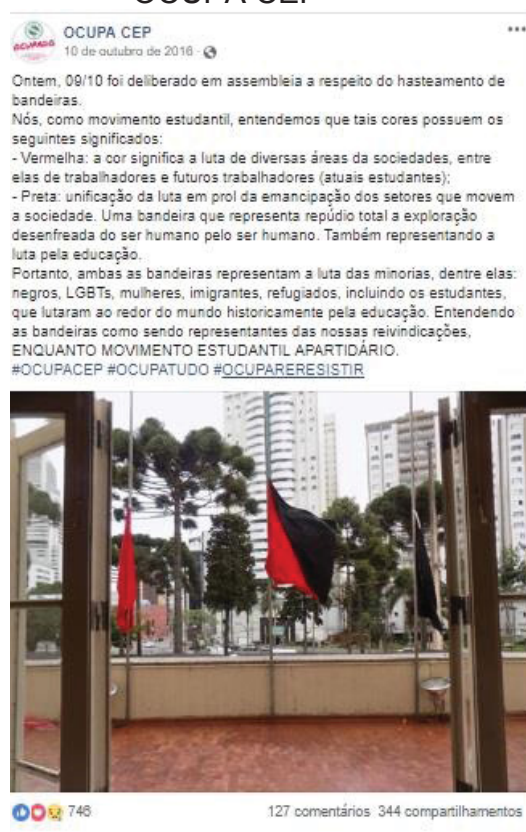 OCUPA CEP
OCUPADO
OCUPA CEP
10 de outubro de 2016 ·
Ontem, 09/10 foi deliberado em assembleia a respeito do hasteamento de
bandeiras.
Nós, como movimento estudantil, entendemos que tais cores possuem os
seguintes significados:
- Vermelha: a cor significa a luta de diversas áreas da sociedades, entre
elas de trabalhadores e futuros trabalhadores (atuais estudantes);
- Preta: unificação da luta em prol da emancipação dos setores que movem
a sociedade. Uma bandeira que representa repúdio total a exploração
desenfreada do ser humano pelo ser humano. Também representando a
luta pela educação.
Portanto, ambas as bandeiras representam a luta das minorias, dentre elas:
negros, LGBTs, mulheres, imigrantes, refugiados, incluindo os estudantes,
que lutaram ao redor do mundo historicamente pela educação. Entendendo
as bandeiras como sendo representantes das nossas reivindicações,
ENQUANTO MOVIMENTO ESTUDANTIL APARTIDÁRIO.
#OCUPACEP #OCUPATUDO #OCUPARERESISTIR
746
127 comentários 344 compartilhamentos